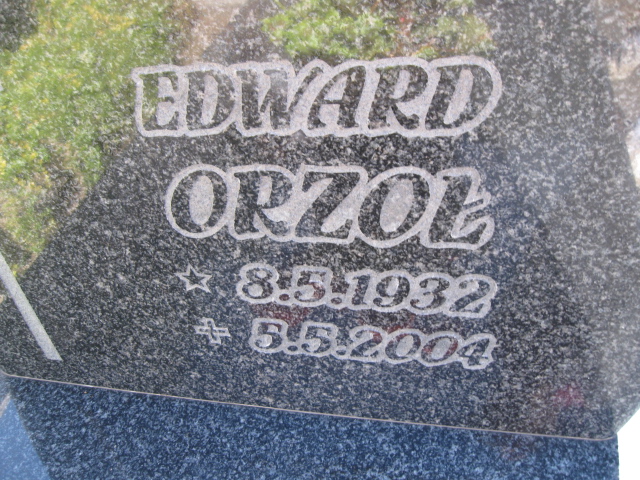 EDWARD
ORZOŁ
☆ 8.5.1932
✝ 5.5.2004